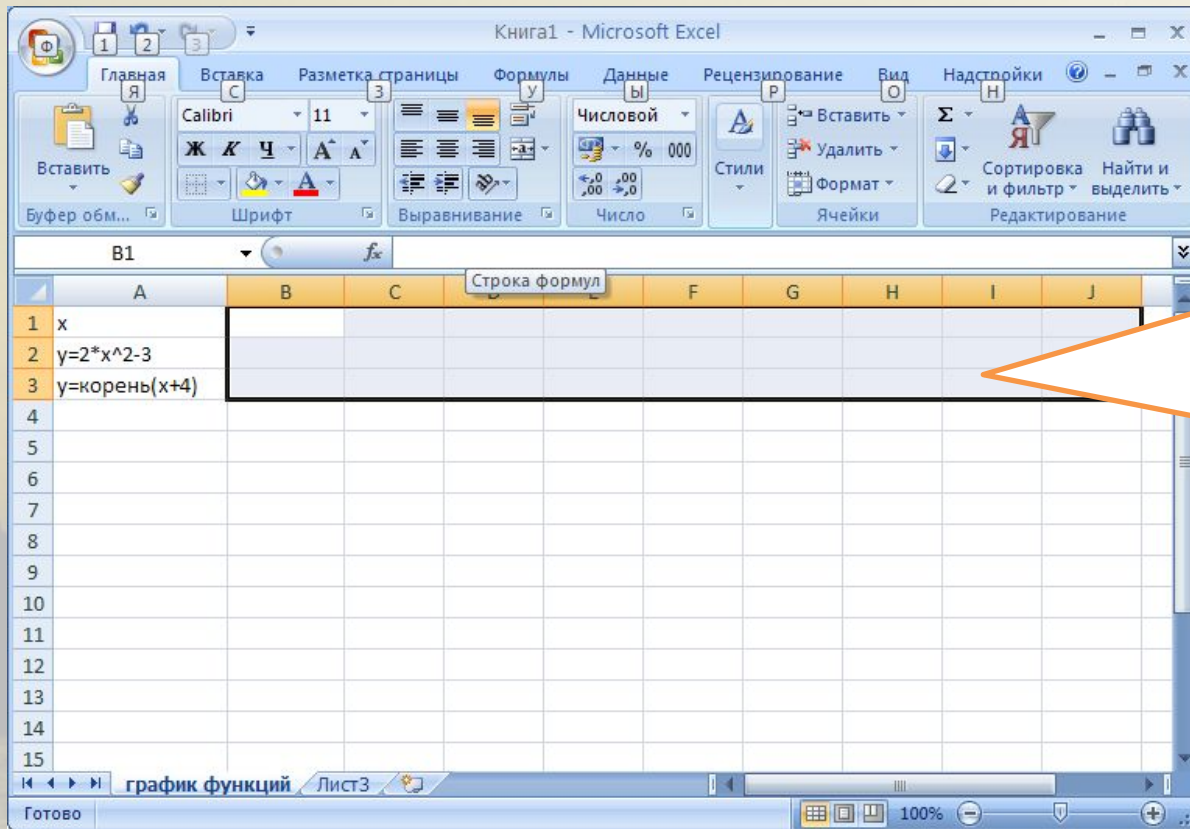 Книга1 - Microsoft Excel
Ф 1 2 3
Главная Вставка Разметка страницы Формулы Данные Рецензирование Вид Надстройки
Я С З У Ы Р О Н
Calibri 11 Числовой Σ
Ж К Ч A A % 000
Вставить Стили
Вставить
Удалить
Формат
Сортировка и фильтр
Найти и выделить
Буфер обм... Шрифт Выравнивание Число Ячейки Редактирование
B1 fx
Строка формул
A B C F G H I J
1 x
2 y=2*x^2-3
3 y=корень(x+4)
4
5
6
7
8
9
10
11
12
13
14
15
график функций Лист3
Готово 100%